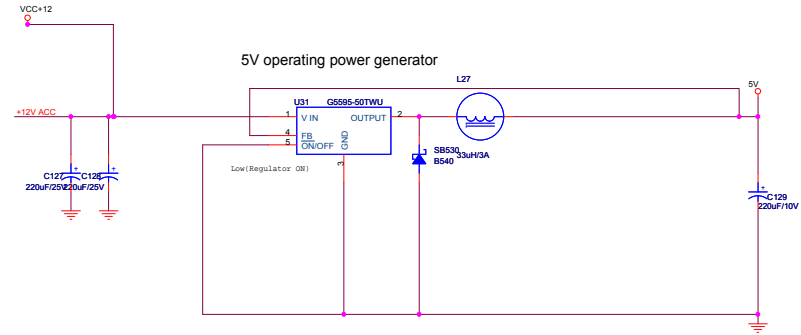 VCC+12
5V operating power generator
L27
5V
U31 G5595-50TWU
+12V ACC
1 V IN OUTPUT 2
4 FB
5 ON/OFF GND
3
SB530 33uH/3A
B540
Low(Regulator ON)
C127 C128
220uF/25V 220uF/25V
C129
220uF/10V